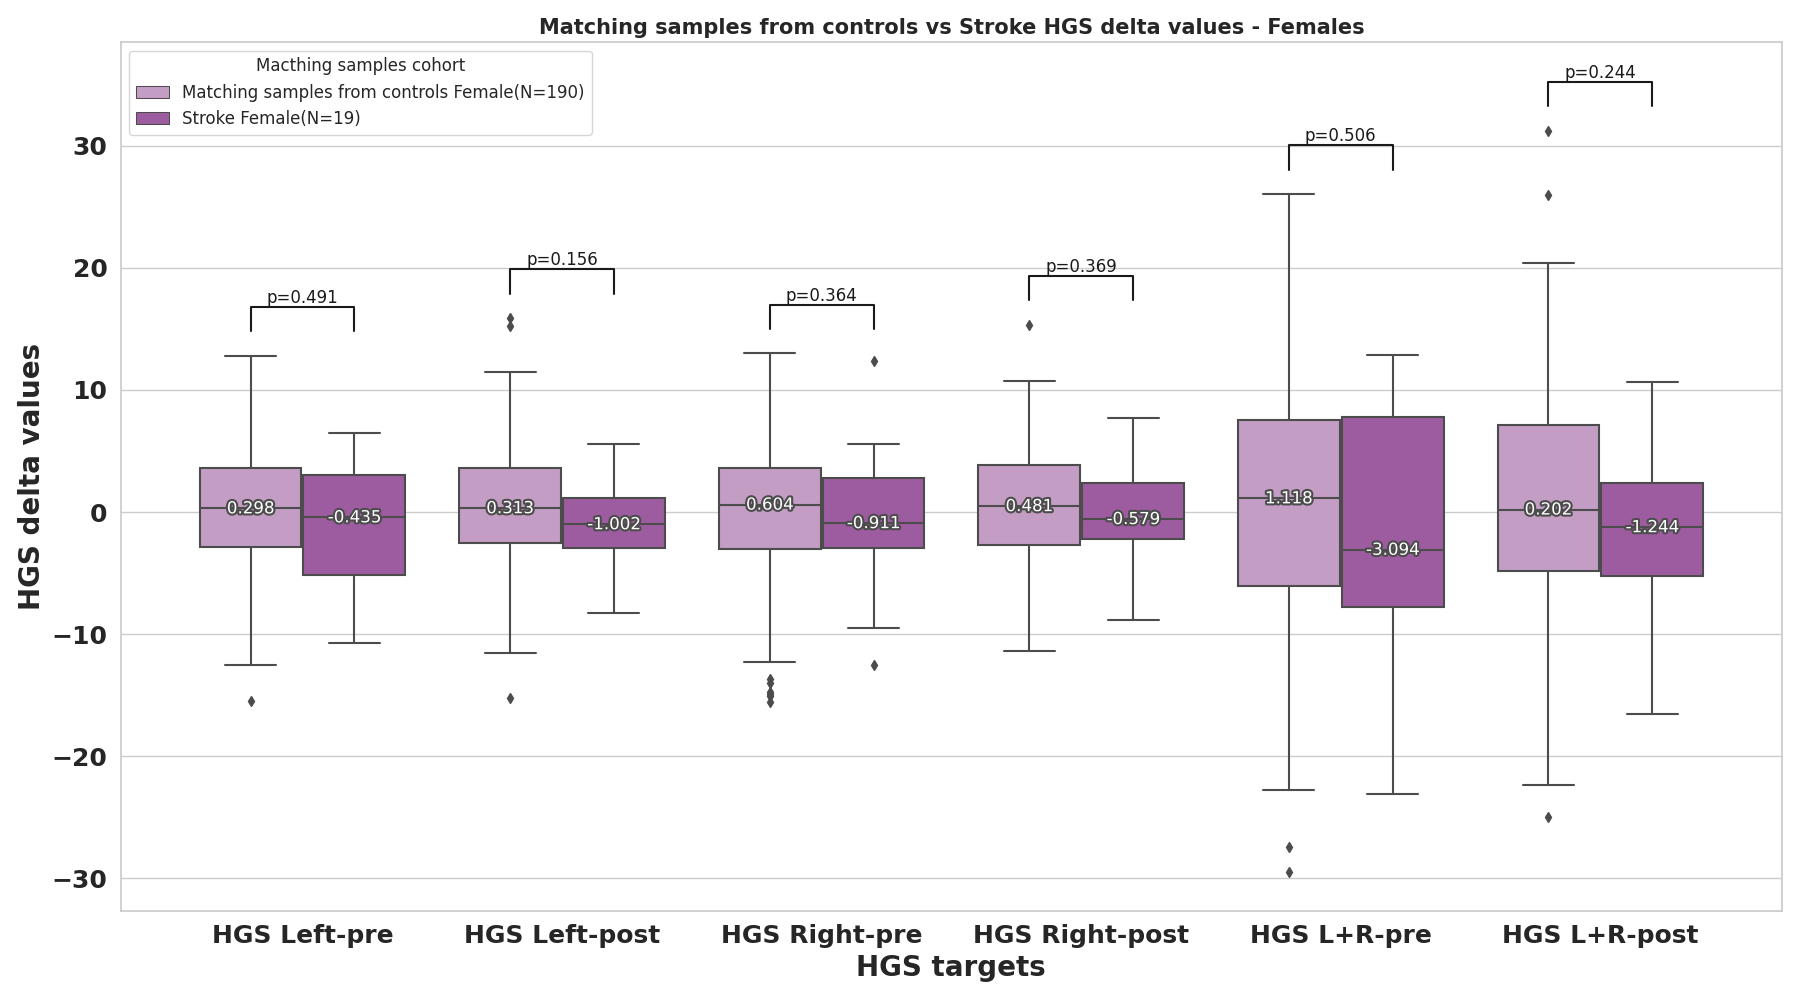 Matching samples from controls vs Stroke HGS delta values - Females
Macthing samples cohort
Matching samples from controls Female(N=190)
Stroke Female(N=19)
p=0.244
p=0.506
p=0.156
p=0.369
p=0.364
p=0.491
HGS delta values
30
20
10
0
−10
−20
−30
0.298
-0.435
0.313
-1.002
0.604
-0.911
0.481
-0.579
1.118
-3.094
0.202
-1.244
HGS Left-pre
HGS Left-post
HGS Right-pre
HGS Right-post
HGS L+R-pre
HGS L+R-post
HGS targets